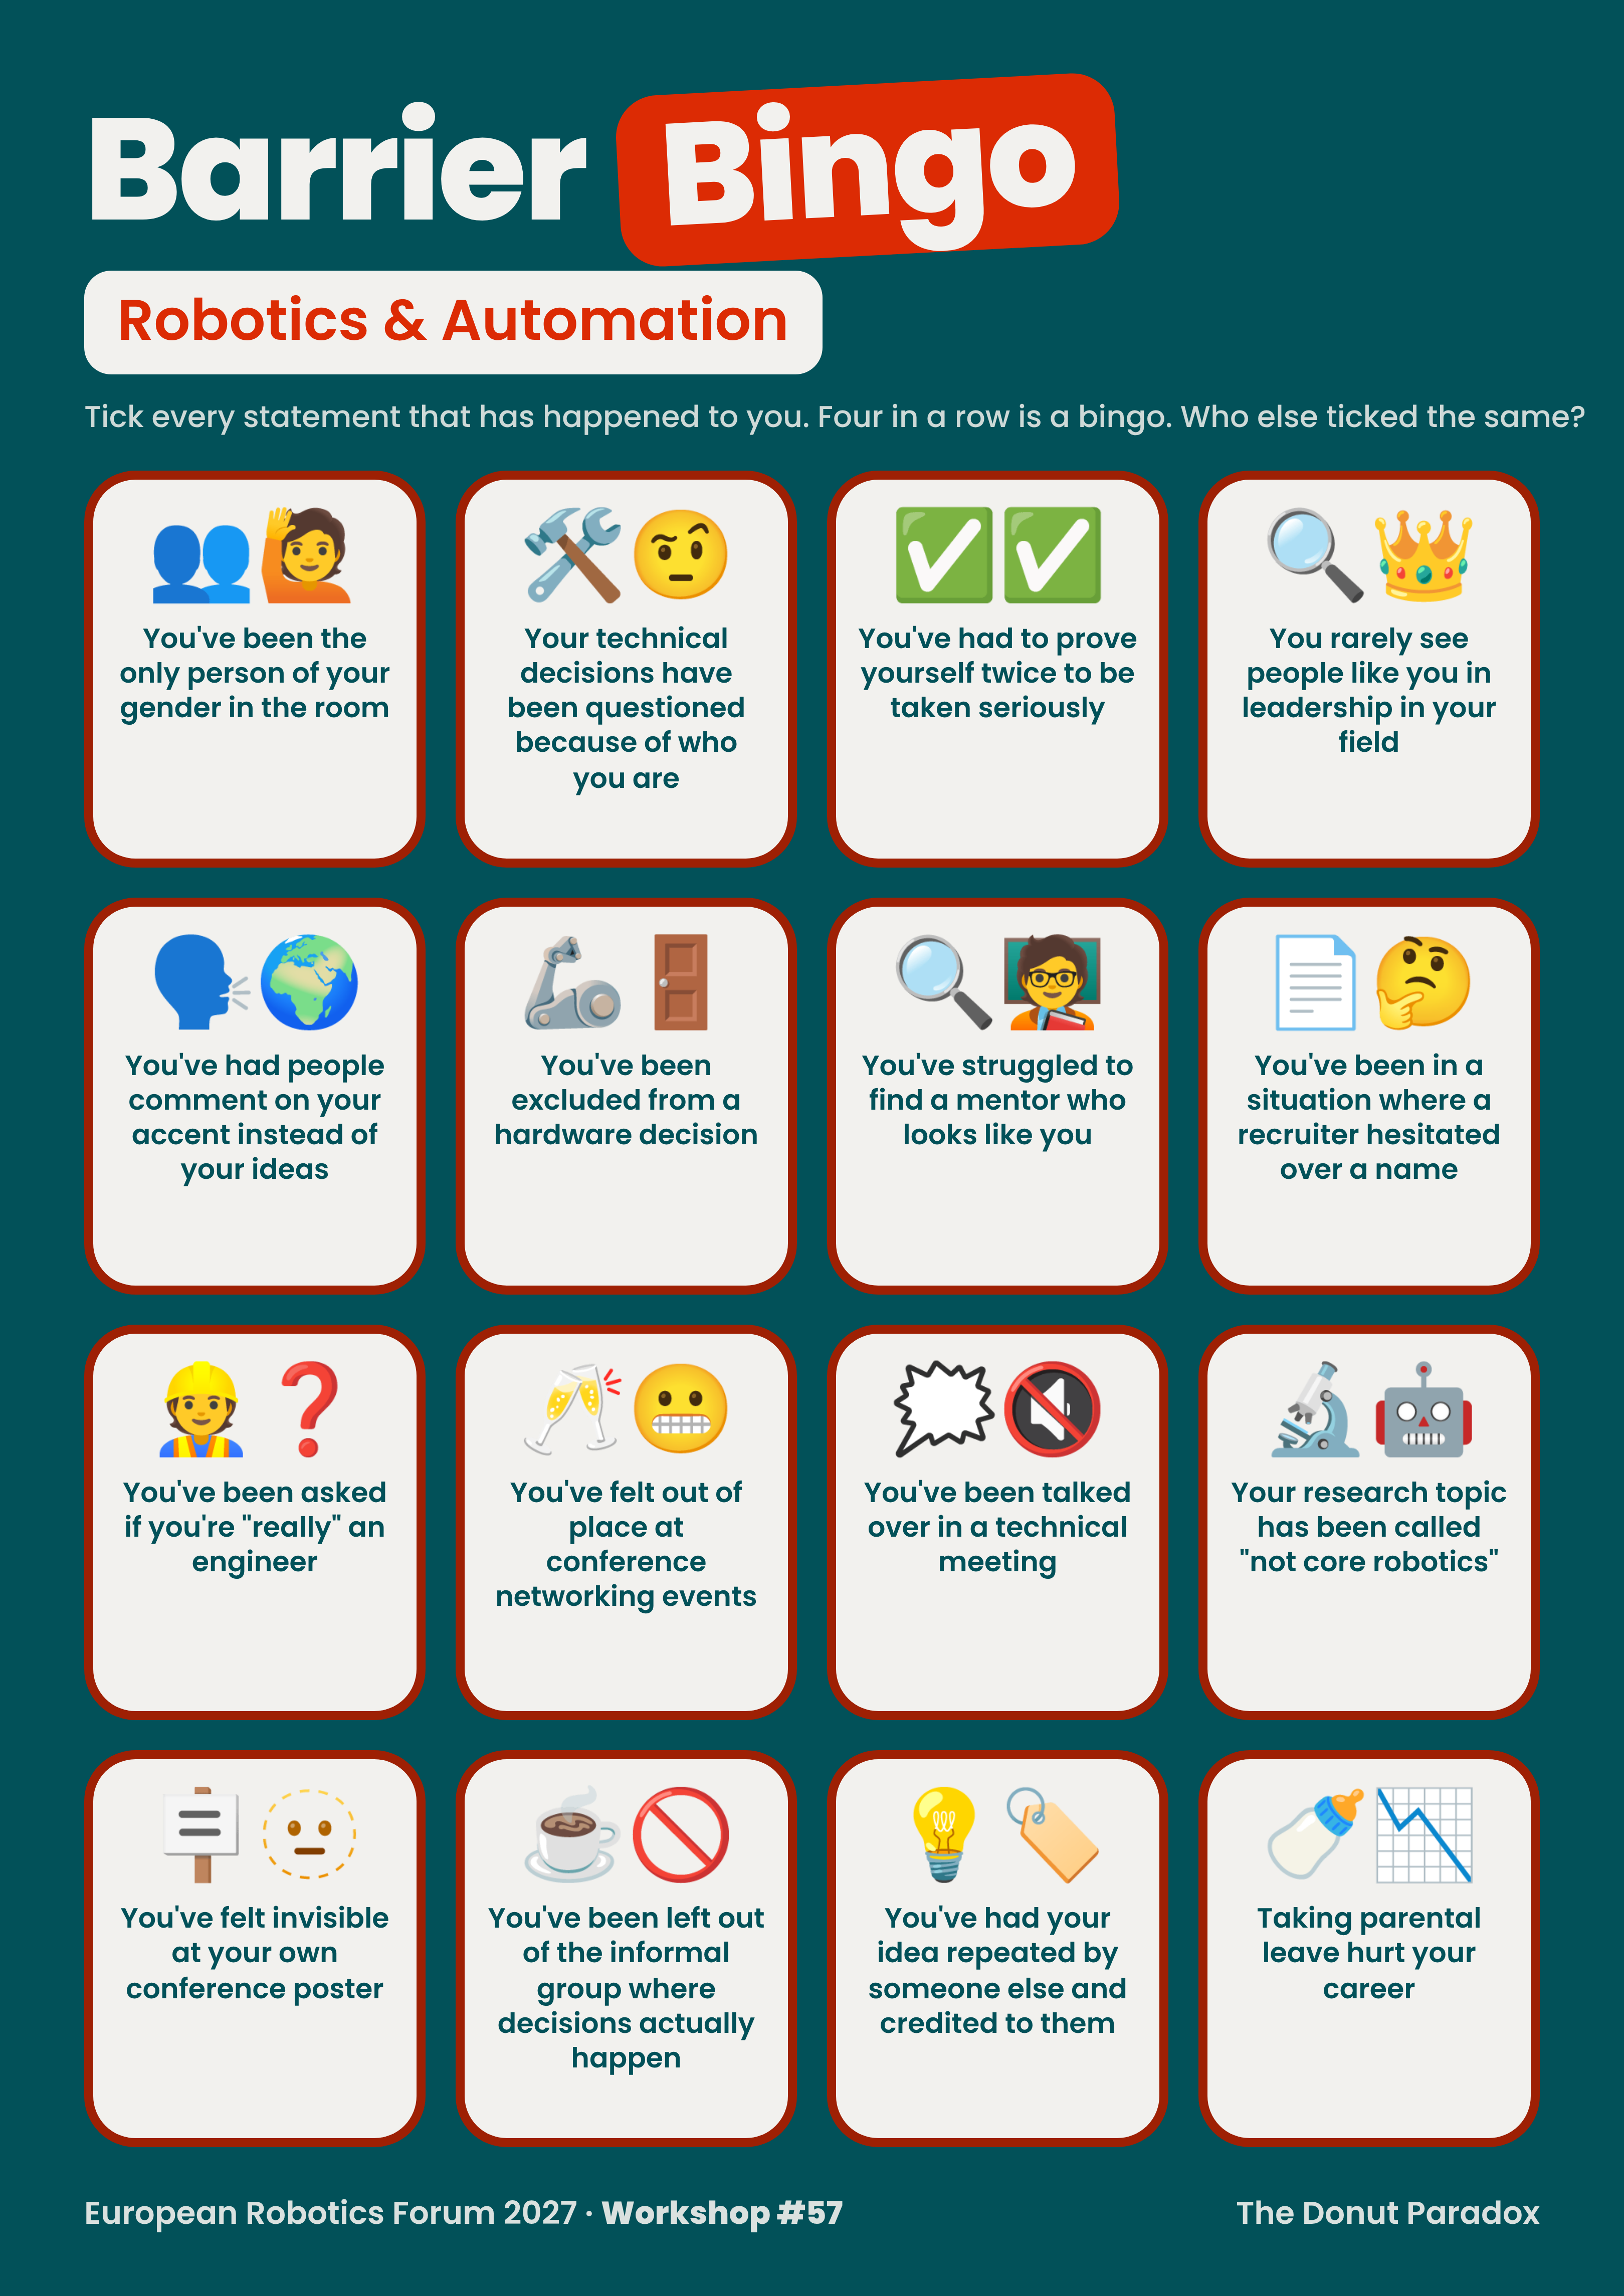 Barrier Bingo
Robotics & Automation
Tick every statement that has happened to you. Four in a row is a bingo. Who else ticked the same?
You've been the
only person of your
gender in the room
Your technical
decisions have
been questioned
because of who
you are
You've had to prove
yourself twice to be
taken seriously
You rarely see
people like you in
leadership in your
field
You've had people
comment on your
accent instead of
your ideas
You've been
excluded from a
hardware decision
You've struggled to
find a mentor who
looks like you
You've been in a
situation where a
recruiter hesitated
over a name
You've been asked
if you're "really" an
engineer
You've felt out of
place at
conference
networking events
You've been talked
over in a technical
meeting
Your research topic
has been called
"not core robotics"
You've felt invisible
at your own
conference poster
You've been left out
of the informal
group where
decisions actually
happen
You've had your
idea repeated by
someone else and
credited to them
Taking parental
leave hurt your
career
European Robotics Forum 2027 · Workshop #57
The Donut Paradox